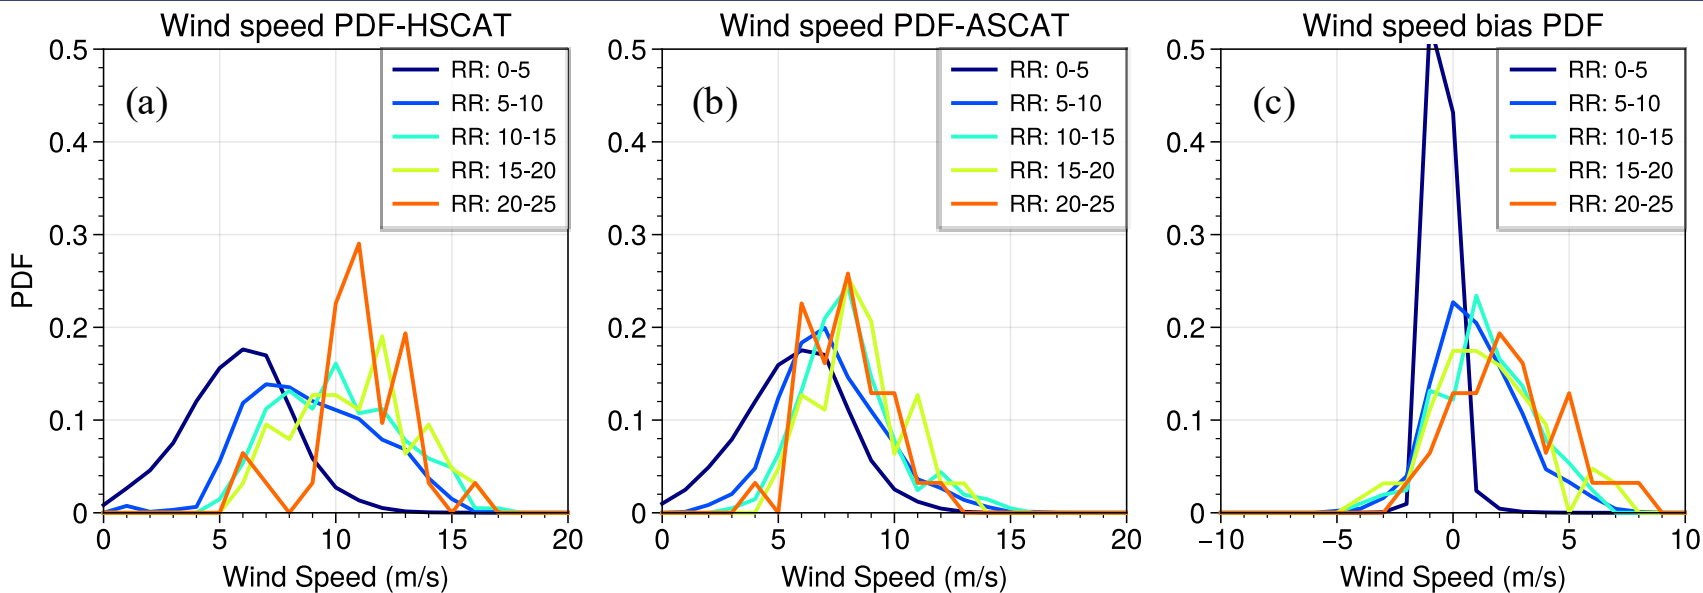 Wind speed PDF-HSCAT
0.5
0.4
0.3
0.2
0.1
0
PDF
(a)
RR: 0-5
RR: 5-10
RR: 10-15
RR: 15-20
RR: 20-25
0 5 10 15 20
Wind Speed (m/s)
Wind speed PDF-ASCAT
0.5
0.4
0.3
0.2
0.1
0
(b)
RR: 0-5
RR: 5-10
RR: 10-15
RR: 15-20
RR: 20-25
0 5 10 15 20
Wind Speed (m/s)
Wind speed bias PDF
0.5
0.4
0.3
0.2
0.1
0
(c)
RR: 0-5
RR: 5-10
RR: 10-15
RR: 15-20
RR: 20-25
−10 −5 0 5 10
Wind Speed (m/s)